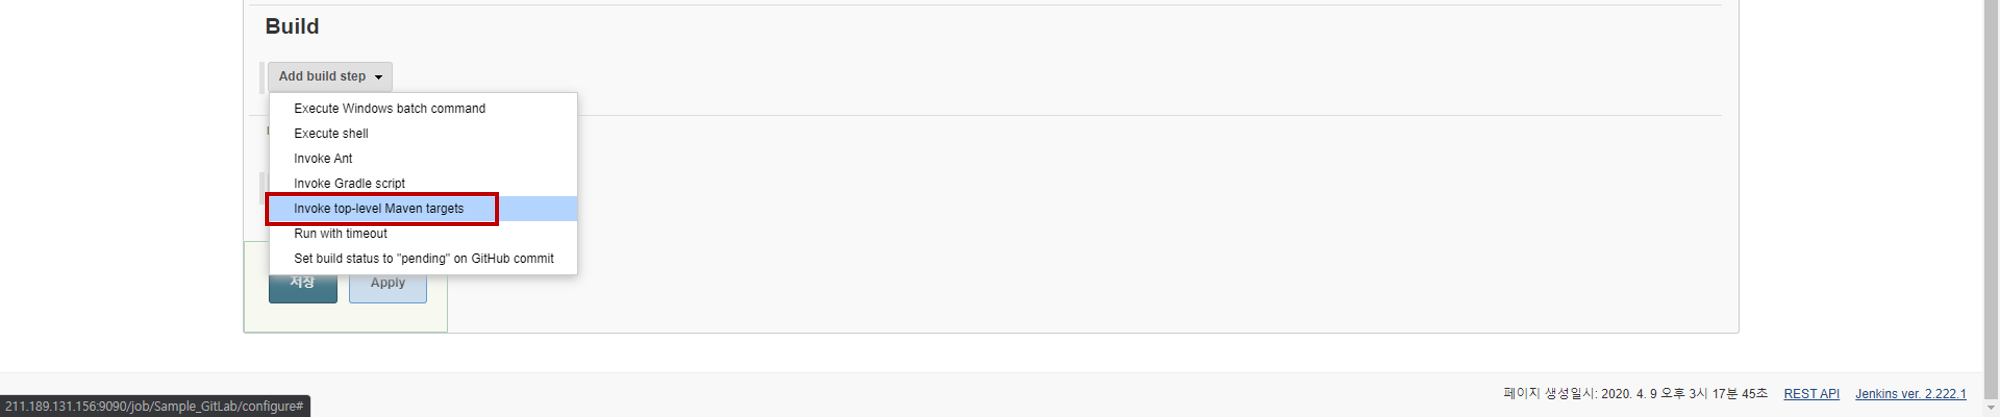 Build
Add build step
Execute Windows batch command
Execute shell
Invoke Ant
Invoke Gradle script
Invoke top-level Maven targets
Run with timeout
Set build status to "pending" on GitHub commit
저장 Apply
페이지 생성일시: 2020. 4. 9 오후 3시 17분 45초 REST API Jenkins ver. 2.222.1
211.189.131.156:9090/job/Sample_GitLab/configure#